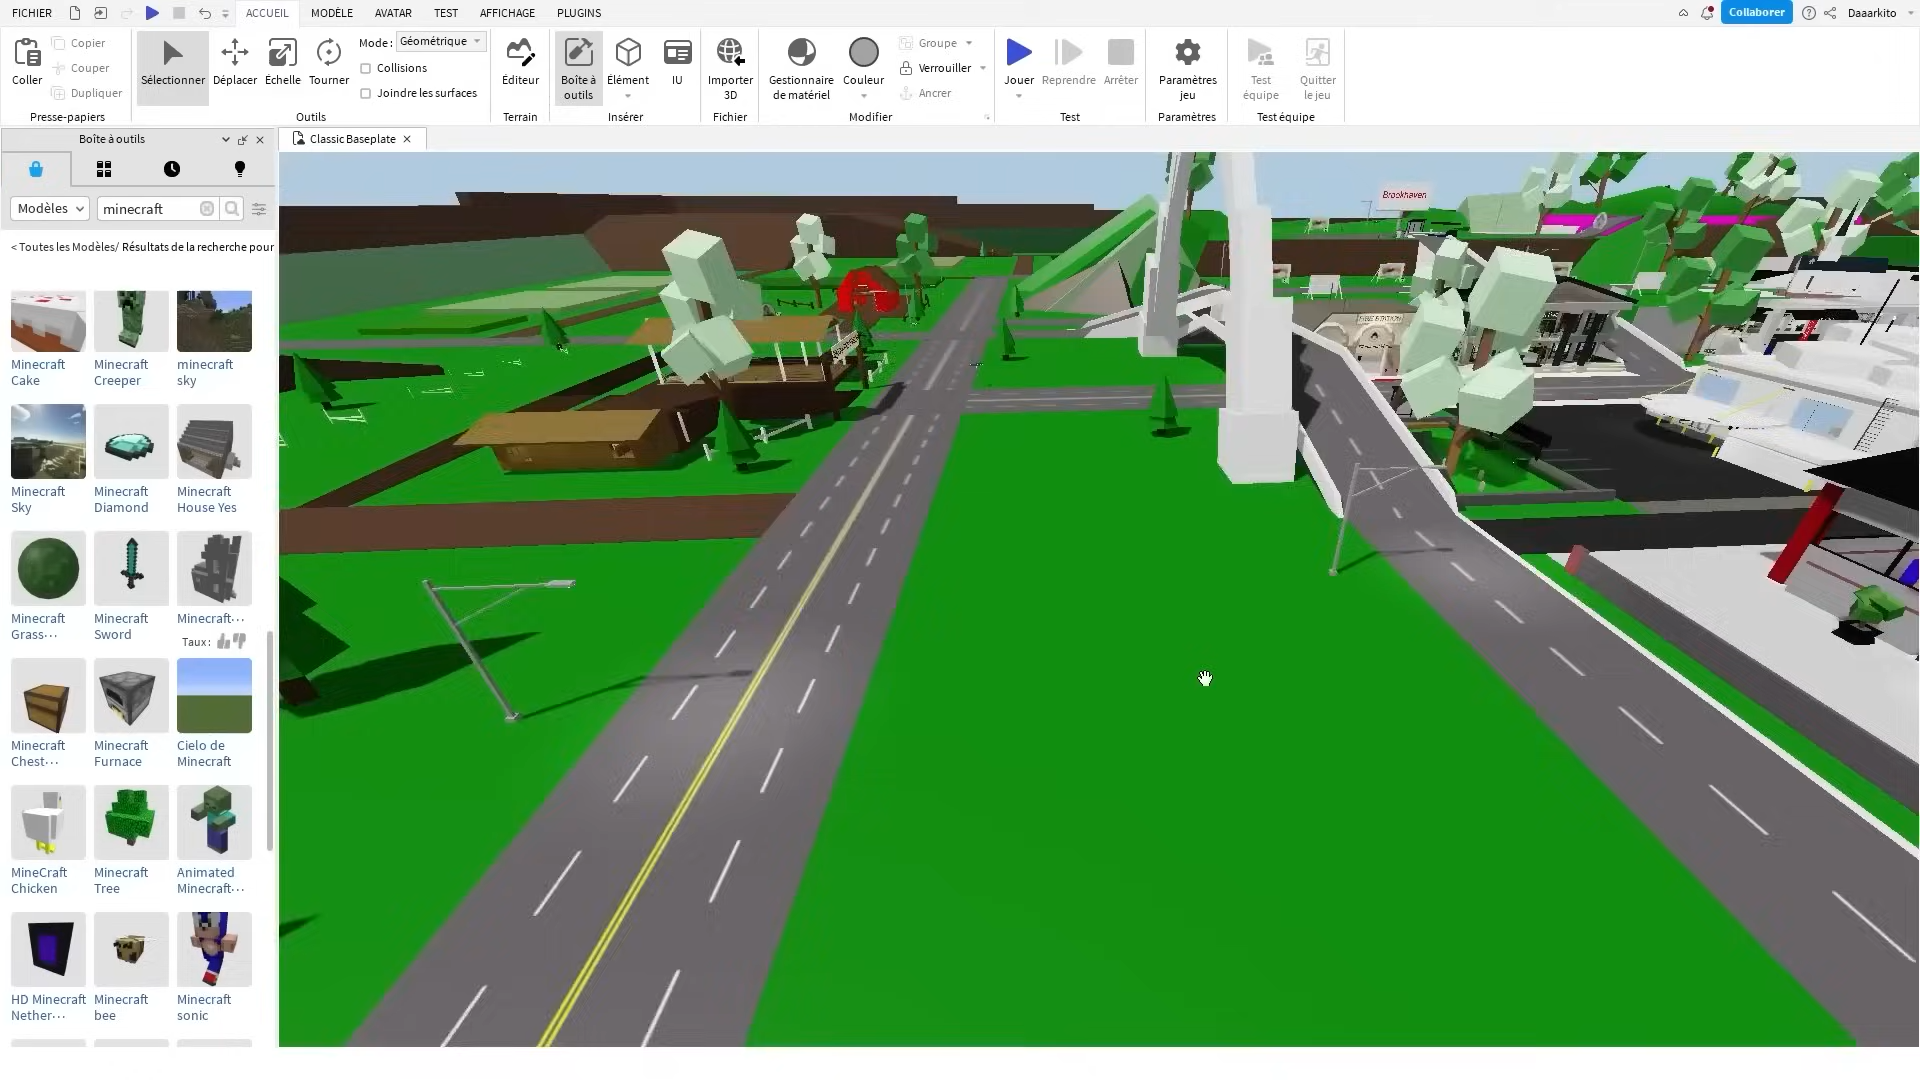 FICHIER ACCUEIL MODÈLE AVATAR TEST AFFICHAGE PLUGINS Collaborer Daaarkito
Coller
Copier
Couper
Dupliquer
Presse-papiers
Sélectionner Déplacer Échelle Tourner
Mode : Géométrique
Collisions
Joindre les surfaces
Outils
Éditeur
Terrain
Boîte à
outils
Élément
IU
Insérer
Importer
3D
Fichier
Gestionnaire
de matériel
Couleur
Groupe
Verrouiller
Ancrer
Modifier
Jouer Reprendre Arrêter
Test
Paramètres
jeu
Paramètres
Test
équipe
Quitter
le jeu
Test équipe
Boîte à outils
Classic Baseplate
Modèles minecraft
< Toutes les Modèles/ Résultats de la recherche pour
Minecraft
Cake
Minecraft
Creeper
minecraft
sky
Minecraft
Sky
Minecraft
Diamond
Minecraft
House Yes
Minecraft
Grass···
Minecraft
Sword
Minecraft···
Taux :
Minecraft
Chest···
Minecraft
Furnace
Cielo de
Minecraft
MineCraft
Chicken
Minecraft
Tree
Animated
Minecraft···
HD Minecraft
Nether···
Minecraft
bee
Minecraft
sonic
Brookhaven
FIRE STATION